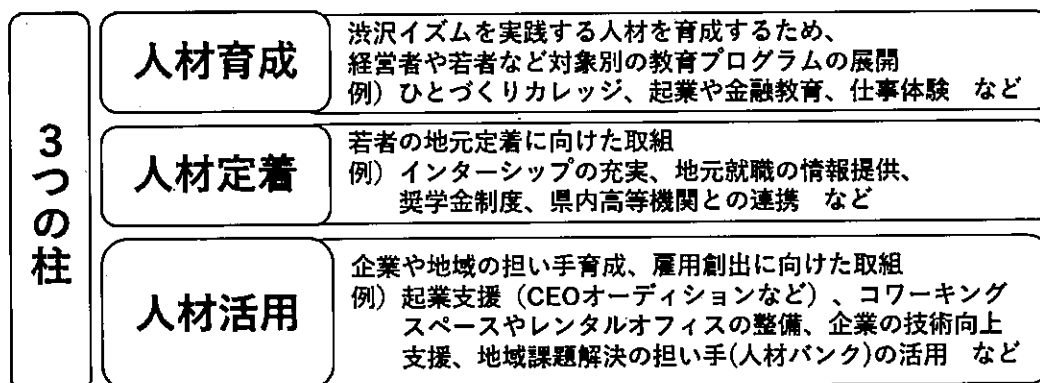 3つの柱
人材育成
渋沢イズムを実践する人材を育成するため、
経営者や若者など対象別の教育プログラムの展開
例）ひとづくりカレッジ、起業や金融教育、仕事体験　など
人材定着
若者の地元定着に向けた取組
例）インターシップの充実、地元就職の情報提供、
奨学金制度、県内高等機関との連携　など
人材活用
企業や地域の担い手育成、雇用創出に向けた取組
例）起業支援（CEOオーディションなど）、コワーキング
スペースやレンタルオフィスの整備、企業の技術向上
支援、地域課題解決の担い手(人材バンク)の活用　など